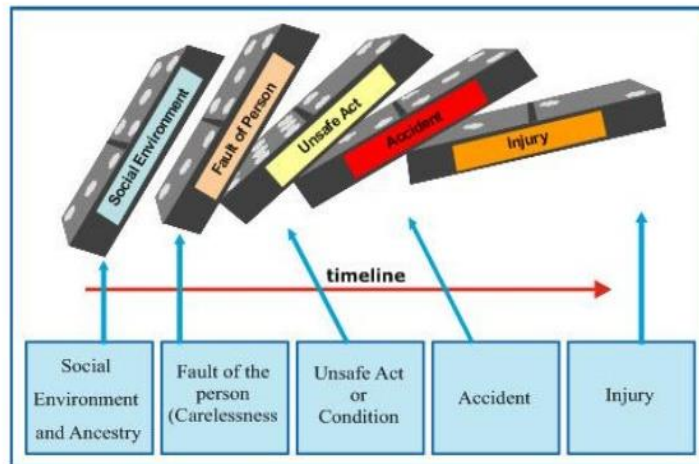 Social Environment
Fault of Person
Unsafe Act
Accident
Injury
timeline
Social
Environment
and Ancestry
Fault of the
person
(Carelessness
Unsafe Act
or
Condition
Accident
Injury